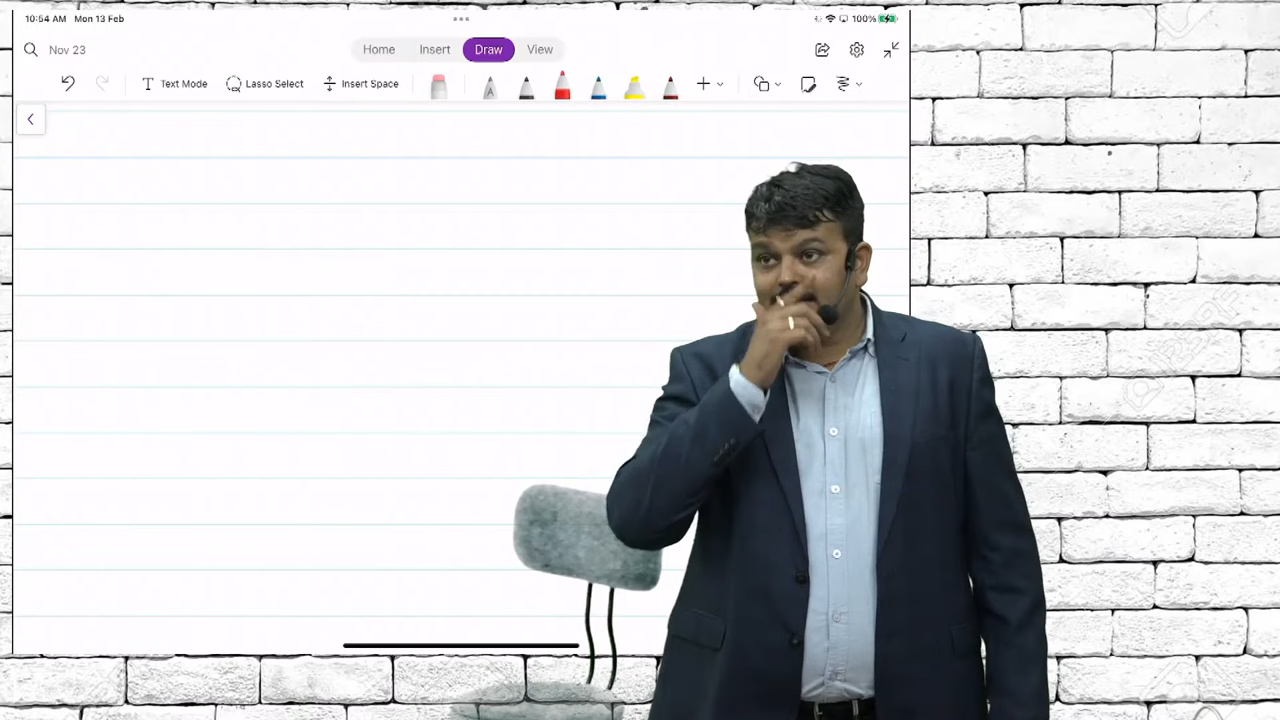 10:54 AM Mon 13 Feb
100%
Nov 23
Home Insert Draw View
Text Mode Lasso Select Insert Space
A